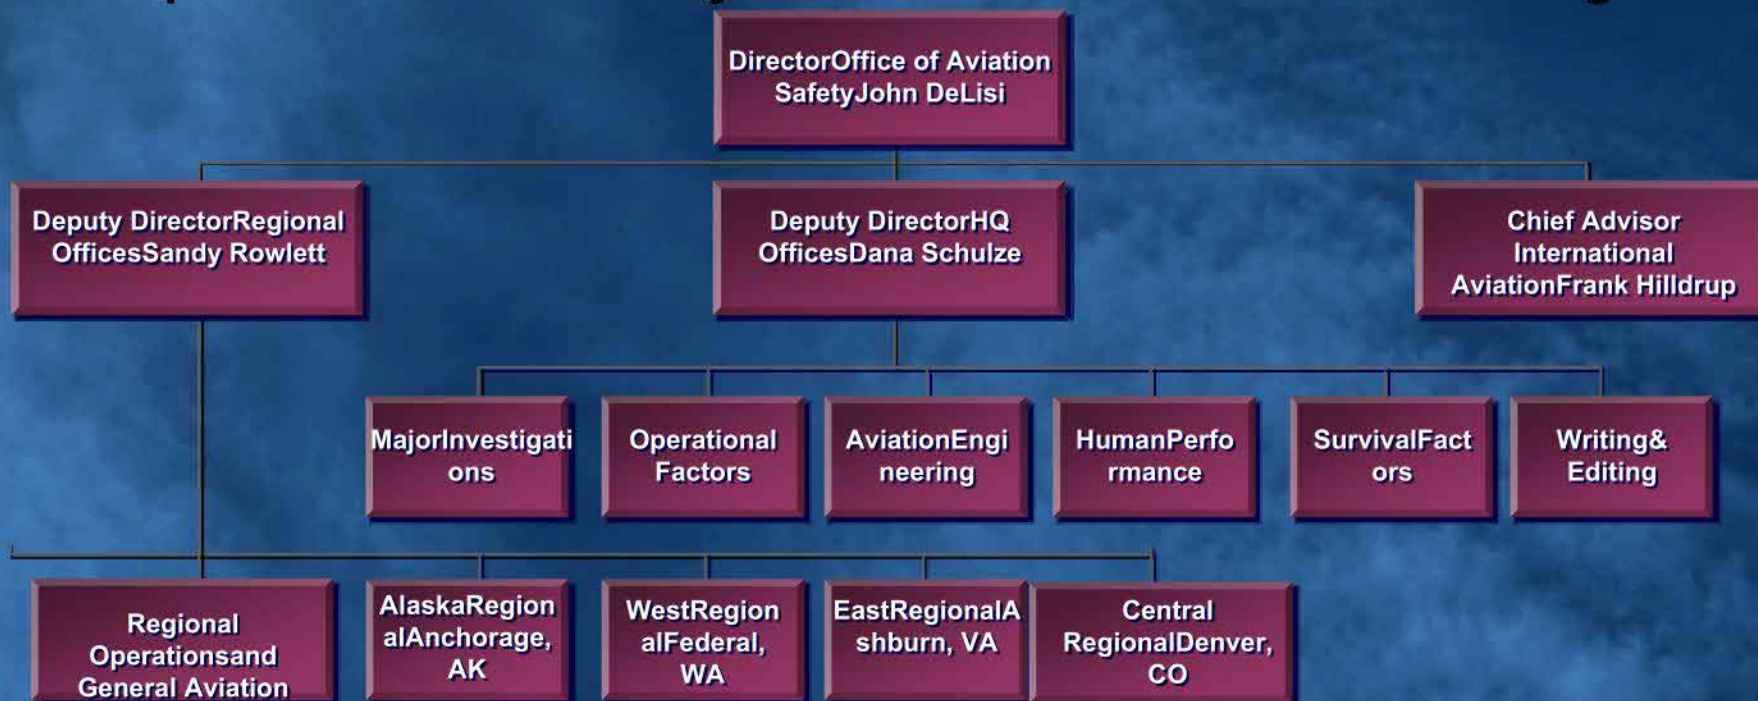 DirectorOffice of Aviation
SafetyJohn DeLisi
Deputy DirectorRegional
OfficesSandy Rowlett
Deputy DirectorHQ
OfficesDana Schulze
Chief Advisor
International
AviationFrank Hilldrup
MajorInvestigati
ons
Operational
Factors
AviationEngi
neering
HumanPerfo
rmance
SurvivalFact
ors
Writing&
Editing
Regional
Operationsand
General Aviation
AlaskaRegion
alAnchorage,
AK
WestRegion
alFederal,
WA
EastRegionalA
shburn, VA
Central
RegionalDenver,
CO